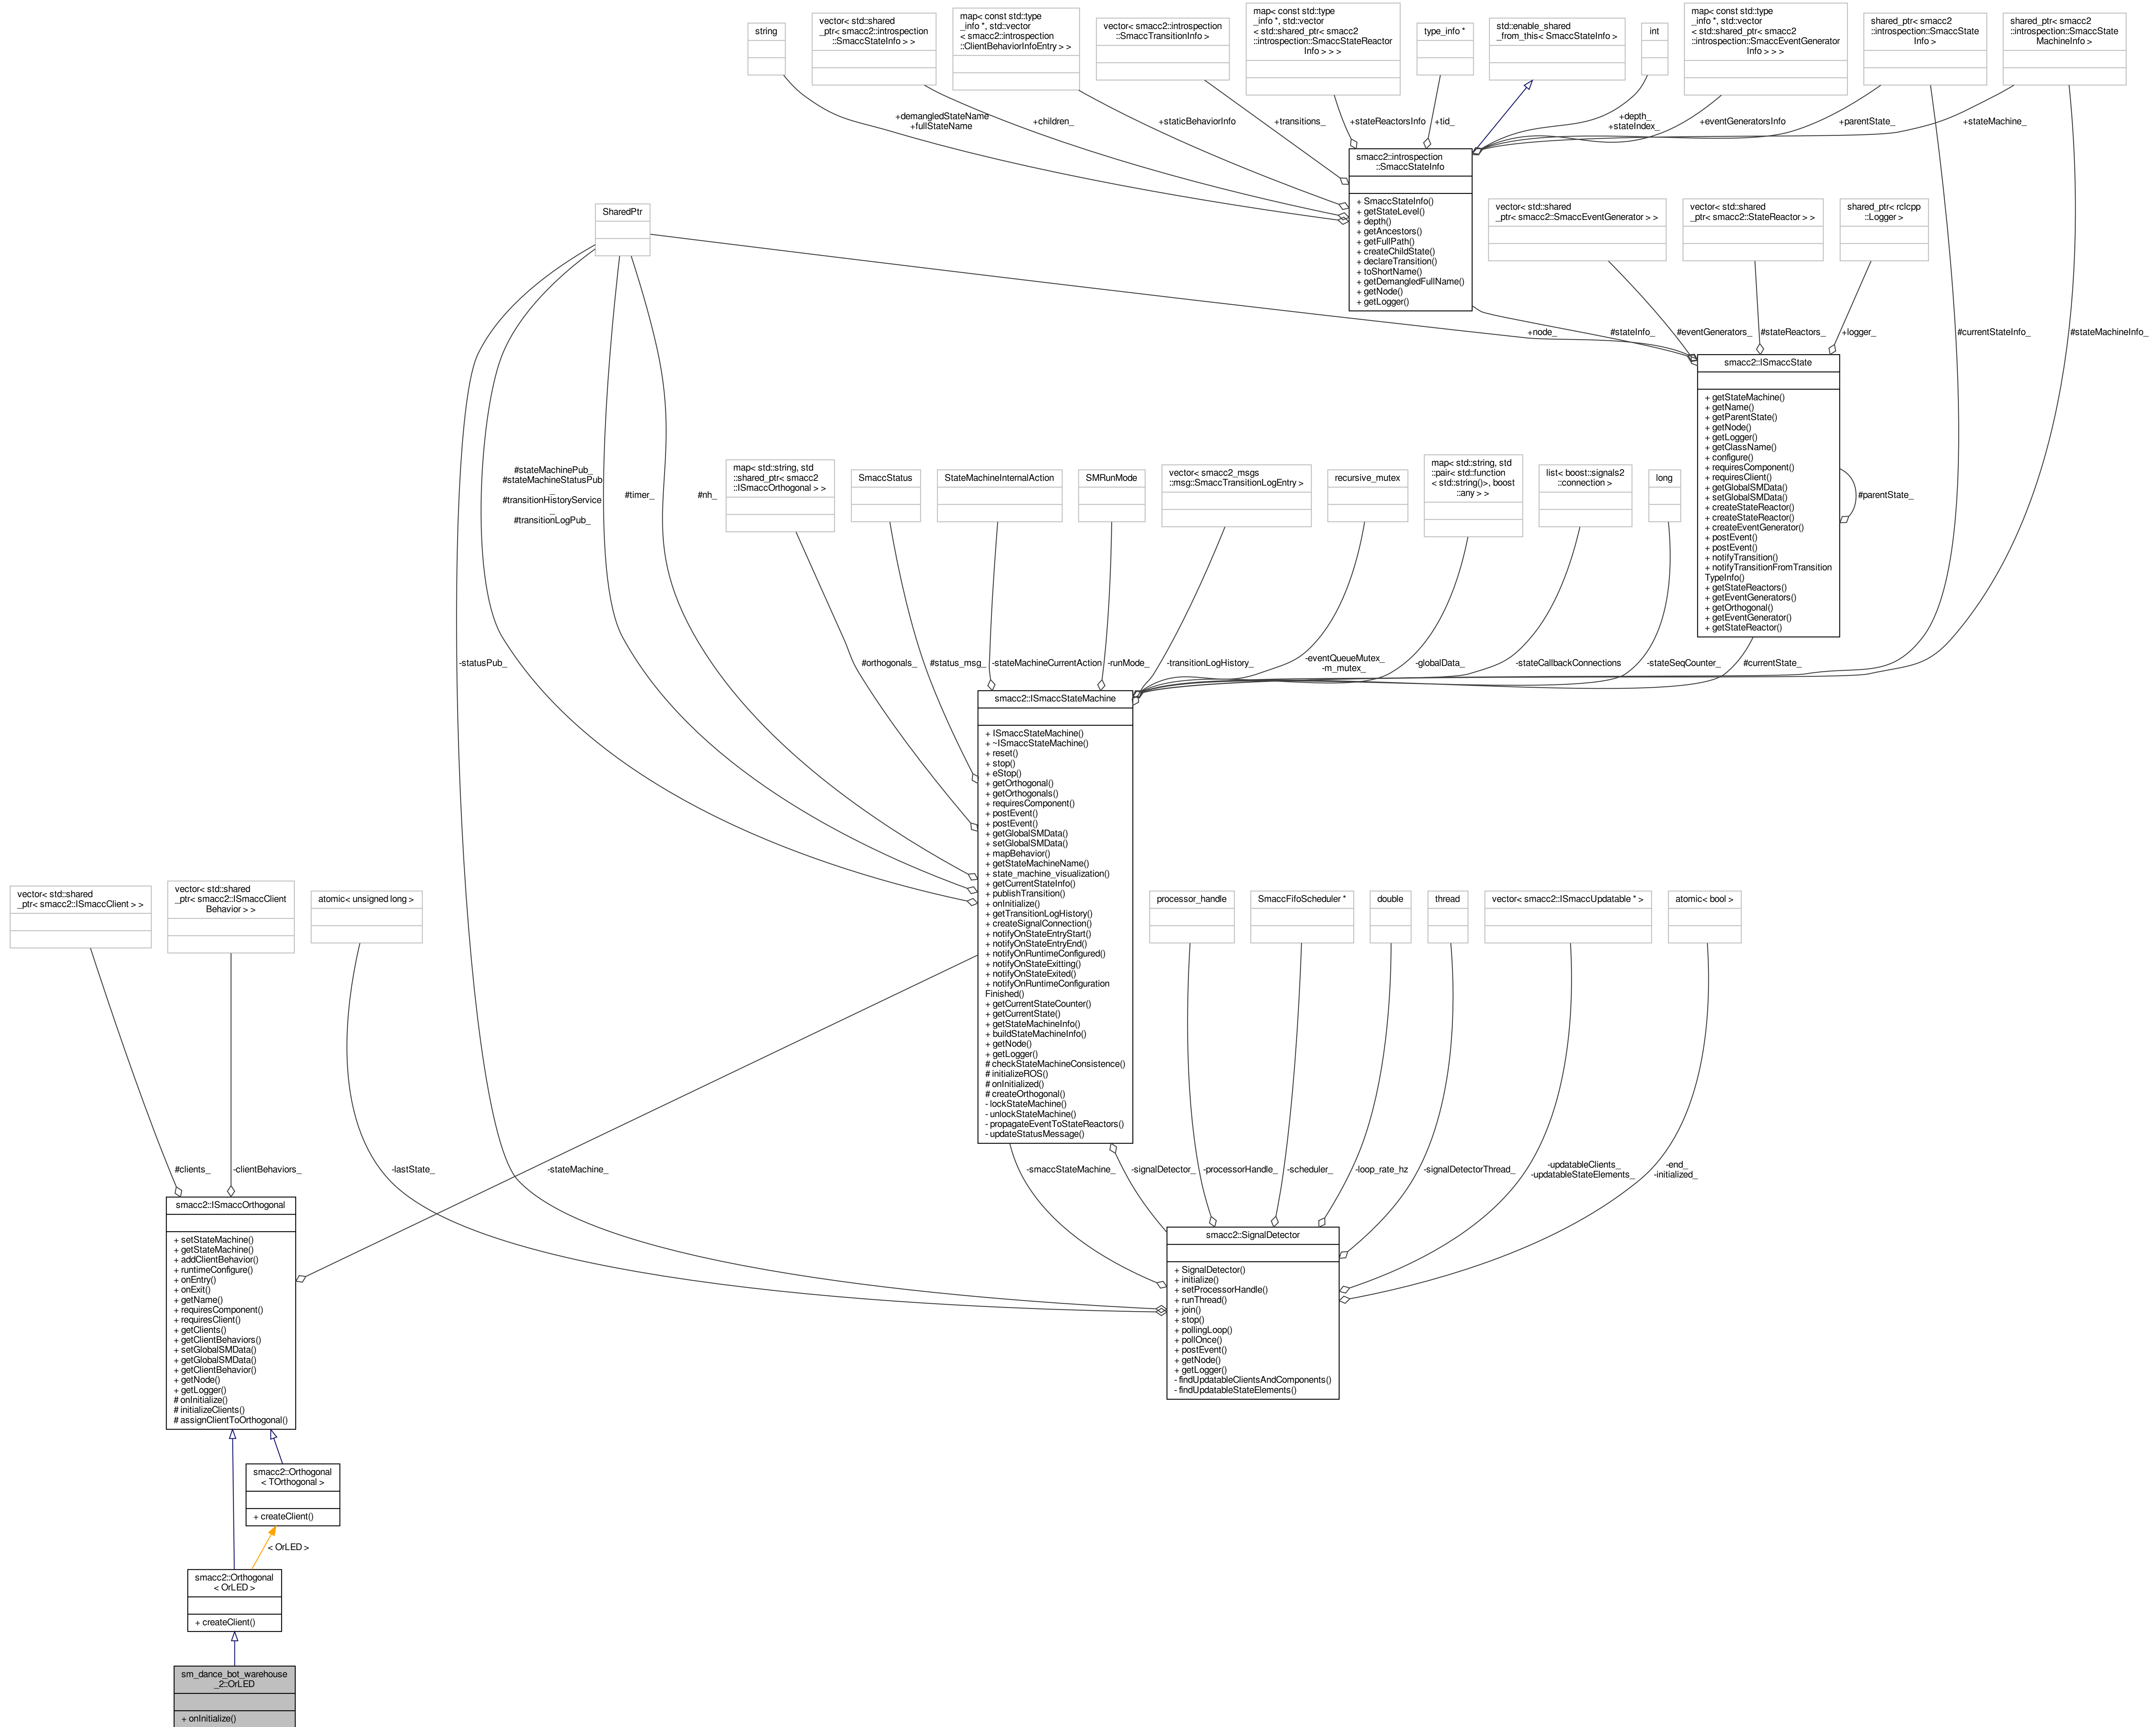 string
vector< std::shared
_ptr< smacc2::introspection
::SmaccStateInfo > >
map< const std::type
_info *, std::vector
< smacc2::introspection
::ClientBehaviorInfoEntry > >
vector< smacc2::introspection
::SmaccTransitionInfo >
map< const std::type
_info *, std::vector
< std::shared_ptr< smacc2
::introspection::SmaccStateReactor
Info > > >
type_info *
std::enable_shared
_from_this< SmaccStateInfo >
int
map< const std::type
_info *, std::vector
< std::shared_ptr< smacc2
::introspection::SmaccEventGenerator
Info > > >
shared_ptr< smacc2
::introspection::SmaccState
Info >
shared_ptr< smacc2
::introspection::SmaccState
MachineInfo >
+demangledStateName
+fullStateName
+children_
+staticBehaviorInfo
+transitions_
+stateReactorsInfo
+tid_
+depth_
+stateIndex_
+eventGeneratorsInfo
+parentState_
+stateMachine_
smacc2::introspection
::SmaccStateInfo
+ SmaccStateInfo()
+ getStateLevel()
+ depth()
+ getAncestors()
+ getFullPath()
+ createChildState()
+ declareTransition()
+ toShortName()
+ getDemangledFullName()
+ getNode()
+ getLogger()
SharedPtr
vector< std::shared
_ptr< smacc2::SmaccEventGenerator > >
vector< std::shared
_ptr< smacc2::StateReactor > >
shared_ptr< rclcpp
::Logger >
+node_
#stateInfo_
#eventGenerators_
#stateReactors_
+logger_
#currentStateInfo_
#stateMachineInfo_
smacc2::ISmaccState
+ getStateMachine()
+ getName()
+ getParentState()
+ getNode()
+ getLogger()
+ getClassName()
+ configure()
+ requiresComponent()
+ requiresClient()
+ getGlobalSMData()
+ setGlobalSMData()
+ createStateReactor()
+ createStateReactor()
+ createEventGenerator()
+ postEvent()
+ postEvent()
+ notifyTransition()
+ notifyTransitionFromTransition
TypeInfo()
+ getStateReactors()
+ getEventGenerators()
+ getOrthogonal()
+ getEventGenerator()
+ getStateReactor()
#parentState_
#stateMachinePub_
#stateMachineStatusPub
_
#transitionHistoryService
_
#transitionLogPub_
#timer_
#nh_
map< std::string, std
::shared_ptr< smacc2
::ISmaccOrthogonal > >
SmaccStatus
StateMachineInternalAction
SMRunMode
vector< smacc2_msgs
::msg::SmaccTransitionLogEntry >
recursive_mutex
map< std::string, std
::pair< std::function
< std::string()>, boost
::any > >
list< boost::signals2
::connection >
long
-statusPub_
#orthogonals_
#status_msg_
-stateMachineCurrentAction
-runMode_
-transitionLogHistory_
-eventQueueMutex_
-m_mutex_
-globalData_
-stateCallbackConnections
-stateSeqCounter_
#currentState_
smacc2::ISmaccStateMachine
+ ISmaccStateMachine()
+ ~ISmaccStateMachine()
+ reset()
+ stop()
+ eStop()
+ getOrthogonal()
+ getOrthogonals()
+ requiresComponent()
+ postEvent()
+ postEvent()
+ getGlobalSMData()
+ setGlobalSMData()
+ mapBehavior()
+ getStateMachineName()
+ state_machine_visualization()
+ getCurrentStateInfo()
+ publishTransition()
+ onInitialize()
+ getTransitionLogHistory()
+ createSignalConnection()
+ notifyOnStateEntryStart()
+ notifyOnStateEntryEnd()
+ notifyOnRuntimeConfigured()
+ notifyOnStateExitting()
+ notifyOnStateExited()
+ notifyOnRuntimeConfiguration
Finished()
+ getCurrentStateCounter()
+ getCurrentState()
+ getStateMachineInfo()
+ buildStateMachineInfo()
+ getNode()
+ getLogger()
# checkStateMachineConsistence()
# initializeROS()
# onInitialized()
# createOrthogonal()
- lockStateMachine()
- unlockStateMachine()
- propagateEventToStateReactors()
- updateStatusMessage()
vector< std::shared
_ptr< smacc2::ISmaccClient > >
vector< std::shared
_ptr< smacc2::ISmaccClient
Behavior > >
atomic< unsigned long >
processor_handle
SmaccFifoScheduler *
double
thread
vector< smacc2::ISmaccUpdatable * >
atomic< bool >
#clients_
-clientBehaviors_
-lastState_
-stateMachine_
-smaccStateMachine_
-signalDetector_
-processorHandle_
-scheduler_
-loop_rate_hz
-signalDetectorThread_
-updatableClients_
-updatableStateElements_
-end_
-initialized_
smacc2::ISmaccOrthogonal
+ setStateMachine()
+ getStateMachine()
+ addClientBehavior()
+ runtimeConfigure()
+ onEntry()
+ onExit()
+ getName()
+ requiresComponent()
+ requiresClient()
+ getClients()
+ getClientBehaviors()
+ setGlobalSMData()
+ getGlobalSMData()
+ getClientBehavior()
+ getNode()
+ getLogger()
# onInitialize()
# initializeClients()
# assignClientToOrthogonal()
smacc2::SignalDetector
+ SignalDetector()
+ initialize()
+ setProcessorHandle()
+ runThread()
+ join()
+ stop()
+ pollingLoop()
+ pollOnce()
+ postEvent()
+ getNode()
+ getLogger()
- findUpdatableClientsAndComponents()
- findUpdatableStateElements()
smacc2::Orthogonal
< TOrthogonal >
+ createClient()
< OrLED >
smacc2::Orthogonal
< OrLED >
+ createClient()
sm_dance_bot_warehouse
_2::OrLED
+ onInitialize()